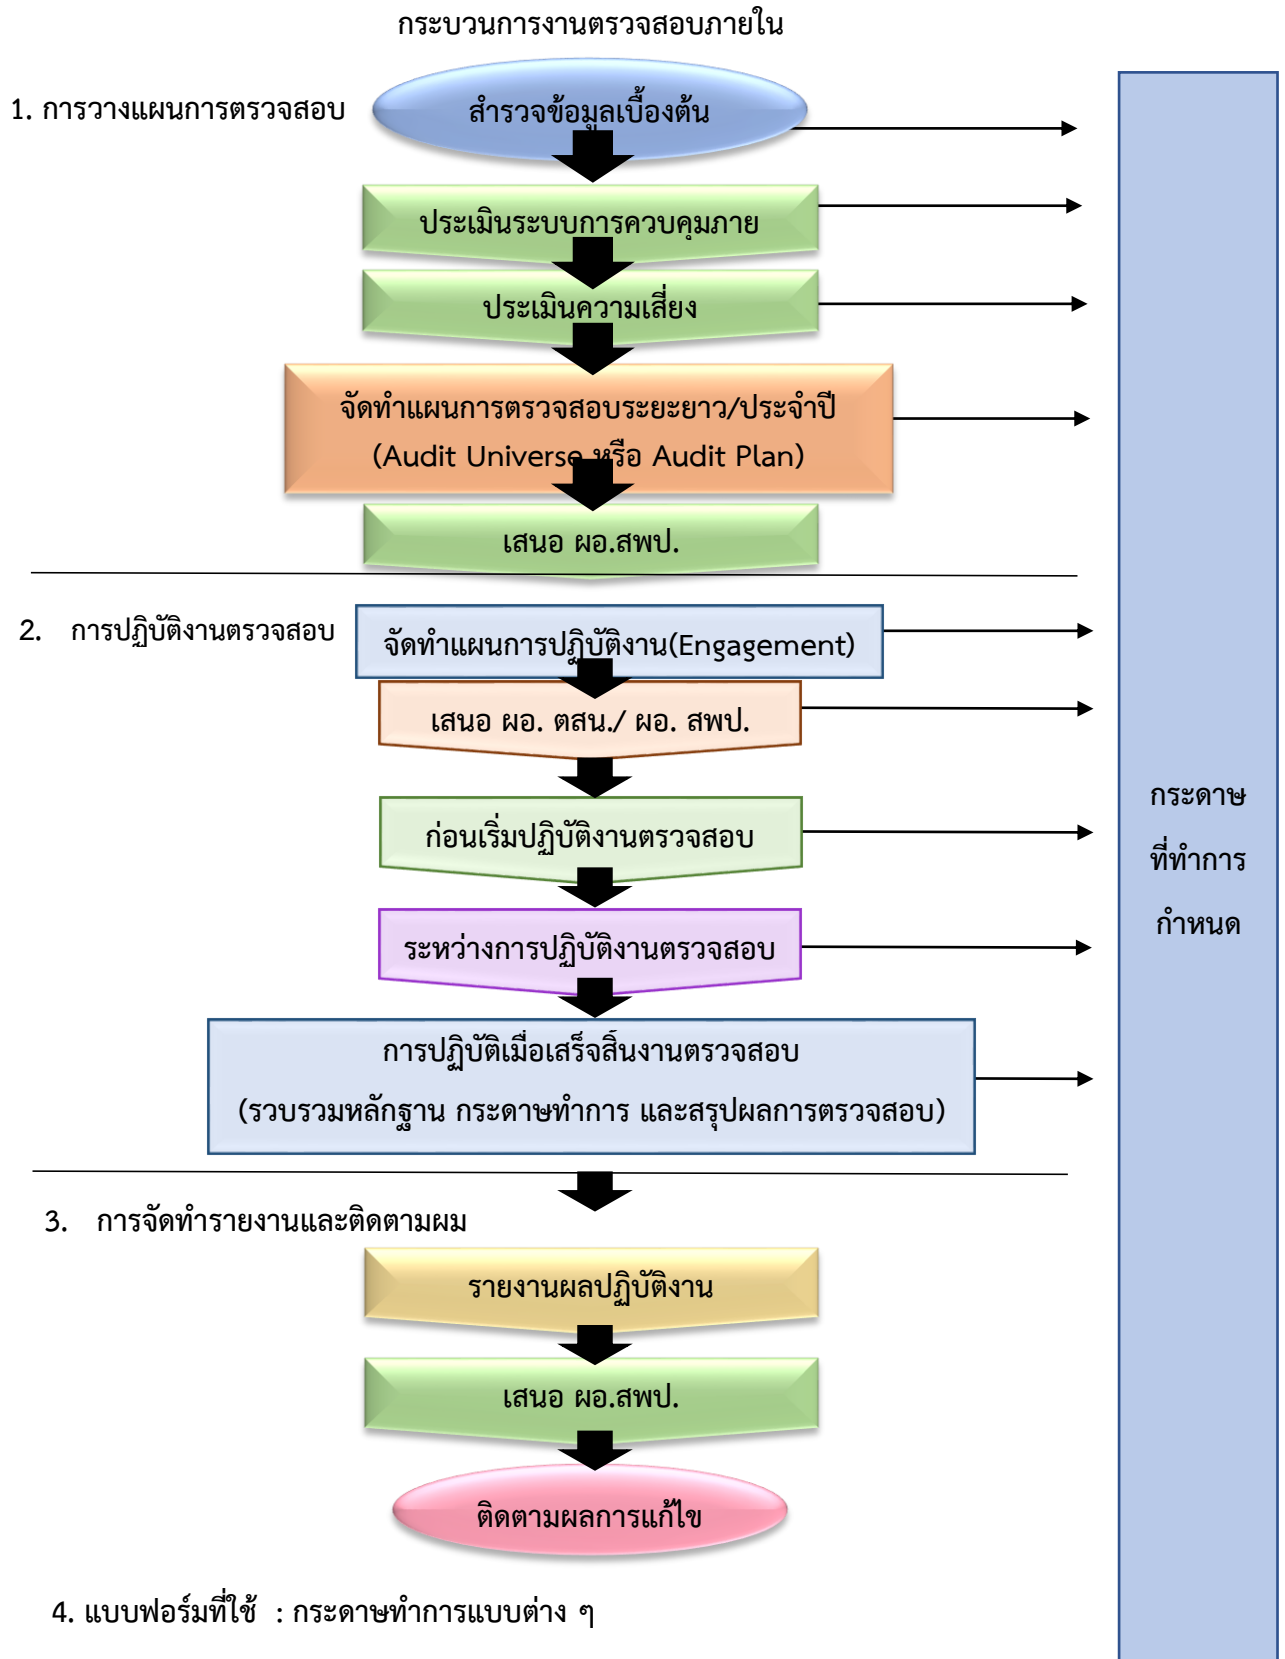 กระบวนการงานตรวจสอบภายใน
1. การวางแผนการตรวจสอบ
สำรวจข้อมูลเบื้องต้น
ประเมินระบบการควบคุมภาย
ประเมินความเสี่ยง
จัดทำแผนการตรวจสอบระยะยาว/ประจำปี
(Audit Universe หรือ Audit Plan)
เสนอ ผอ.สพป.
2. การปฏิบัติงานตรวจสอบ
จัดทำแผนการปฏิบัติงาน(Engagement)
เสนอ ผอ. ตสน./ ผอ. สพป.
ก่อนเริ่มปฏิบัติงานตรวจสอบ
ระหว่างการปฏิบัติงานตรวจสอบ
การปฏิบัติเมื่อเสร็จสิ้นงานตรวจสอบ
(รวบรวมหลักฐาน กระดาษทำการ และสรุปผลการตรวจสอบ)
3. การจัดทำรายงานและติดตามผม
รายงานผลปฏิบัติงาน
เสนอ ผอ.สพป.
ติดตามผลการแก้ไข
4. แบบฟอร์มที่ใช้ : กระดาษทำการแบบต่าง ๆ
กระดาษ
ที่ทำการ
กำหนด